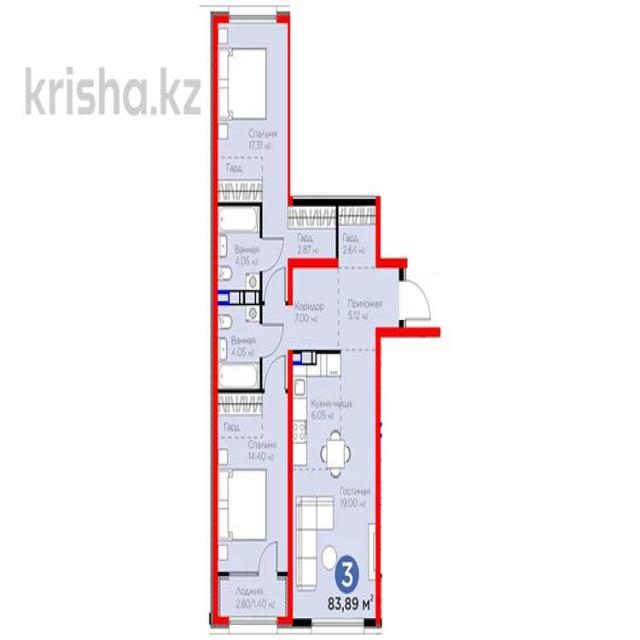 krisha.kz
Спальня
17.31 м2
Гард.
Ванная
4.06 м2
Гард.
2.87 м2
Гард.
2.64 м2
Коридор
7.00 м2
Прихожая
5.12 м2
Ванная
4.05 м2
Кухня-ниша
6.05 м2
Гард.
Спальня
14.40 м2
Гостиная
19.00 м2
Лоджия
2.80/1.40 м2
3
83,89 м2